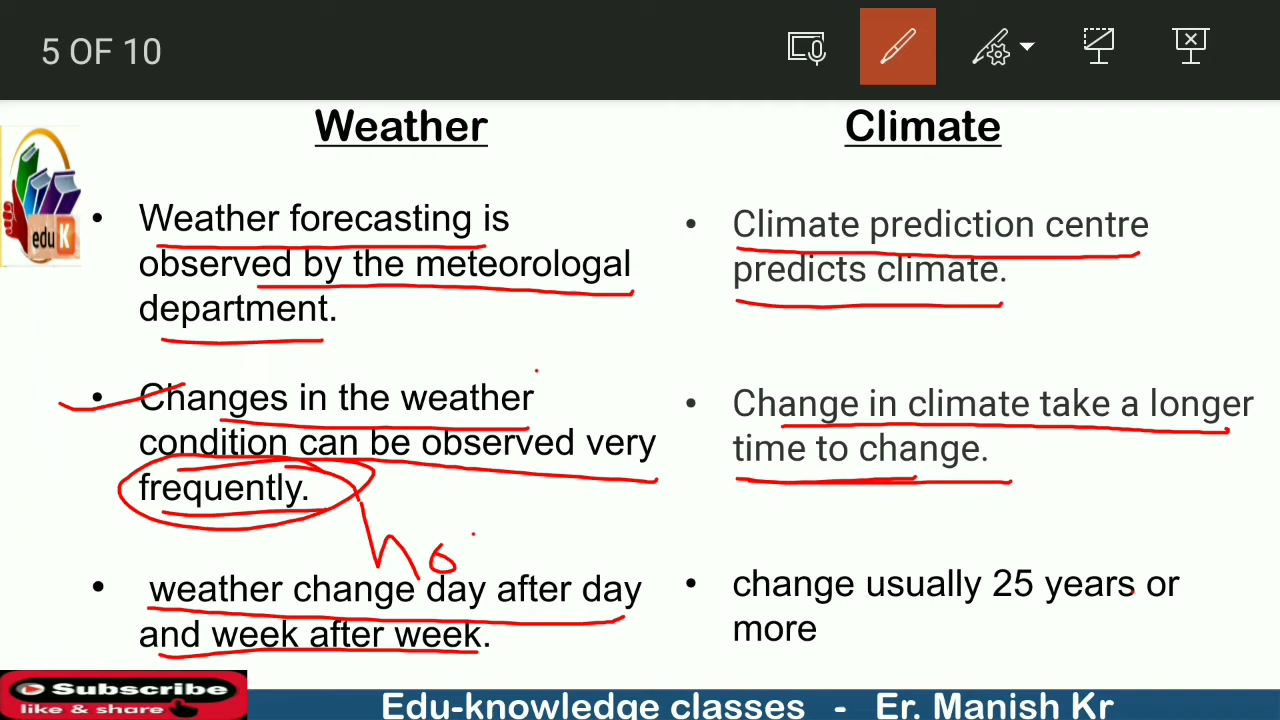 5 OF 10
Weather
Climate
• Weather forecasting is
observed by the meteorologal
department.
• Changes in the weather
condition can be observed very
frequently.
• weather change day after day
and week after week.
• Climate prediction centre
predicts climate.
• Change in climate take a longer
time to change.
• change usually 25 years or
more
edu K
Subscribe
like & share
Edu-knowledge classes - Er. Manish Kr